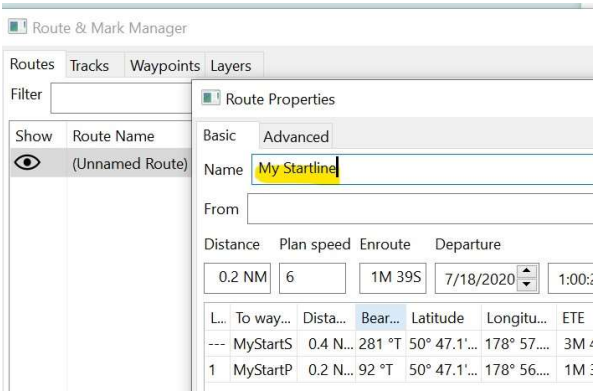 Route & Mark Manager
Routes Tracks Waypoints Layers
Filter
Show Route Name
(Unnamed Route)
Route Properties
Basic Advanced
Name My Startline
From
Distance Plan speed Enroute Departure
0.2 NM 6 1M 39S 7/18/2020 1:00:2
L... To way... Dista... Bear... Latitude Longitu... ETE
--- MyStartS 0.4 N... 281 °T 50° 47.1'... 178° 57.... 3M 4
1 MyStartP 0.2 N... 92 °T 50° 47.1'... 178° 56.... 1M 3